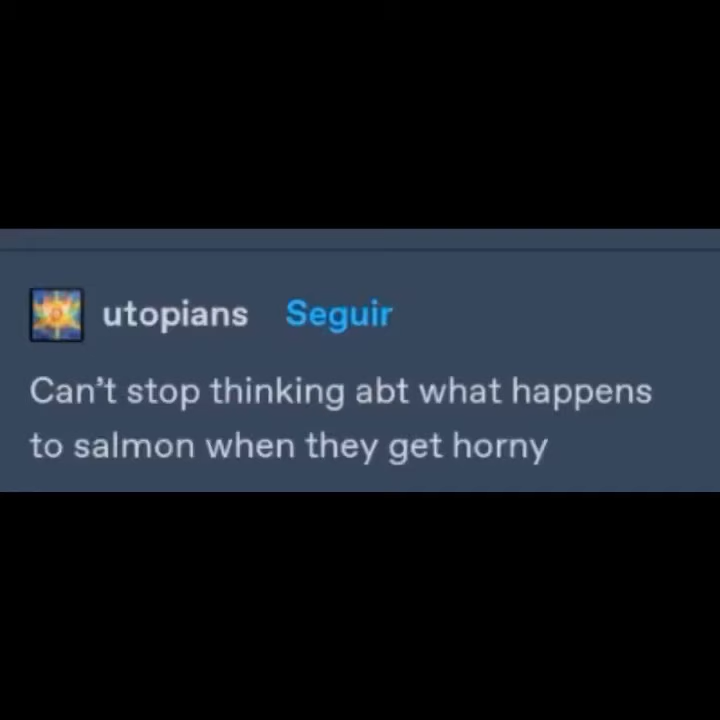 utopians Seguir
Can’t stop thinking abt what happens
to salmon when they get horny